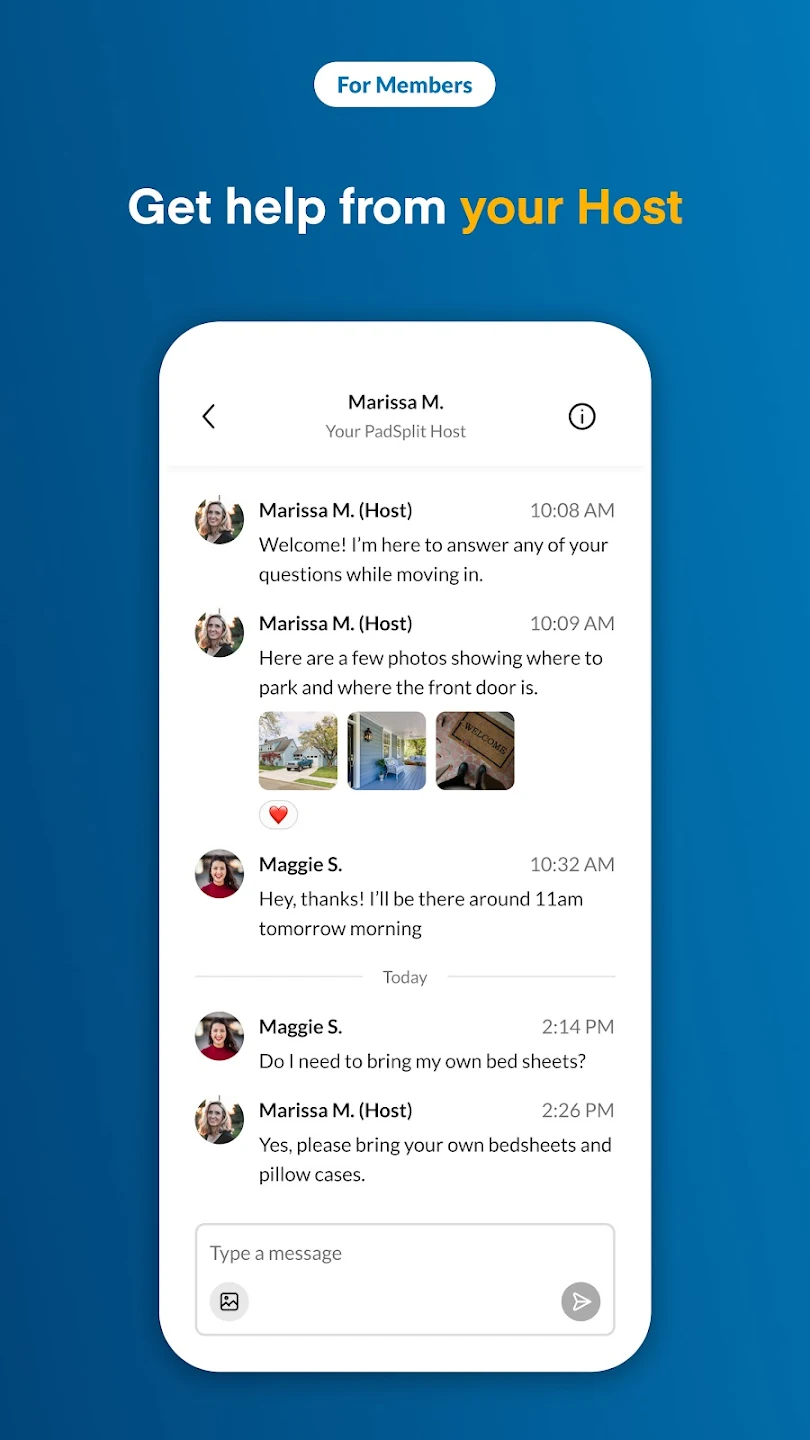 For Members
Get help from your Host
Marissa M.
Your PadSplit Host
Marissa M. (Host) 10:08 AM
Welcome! I’m here to answer any of your
questions while moving in.
Marissa M. (Host) 10:09 AM
Here are a few photos showing where to
park and where the front door is.
WELCOME
Maggie S. 10:32 AM
Hey, thanks! I’ll be there around 11am
tomorrow morning
Today
Maggie S. 2:14 PM
Do I need to bring my own bed sheets?
Marissa M. (Host) 2:26 PM
Yes, please bring your own bedsheets and
pillow cases.
Type a message